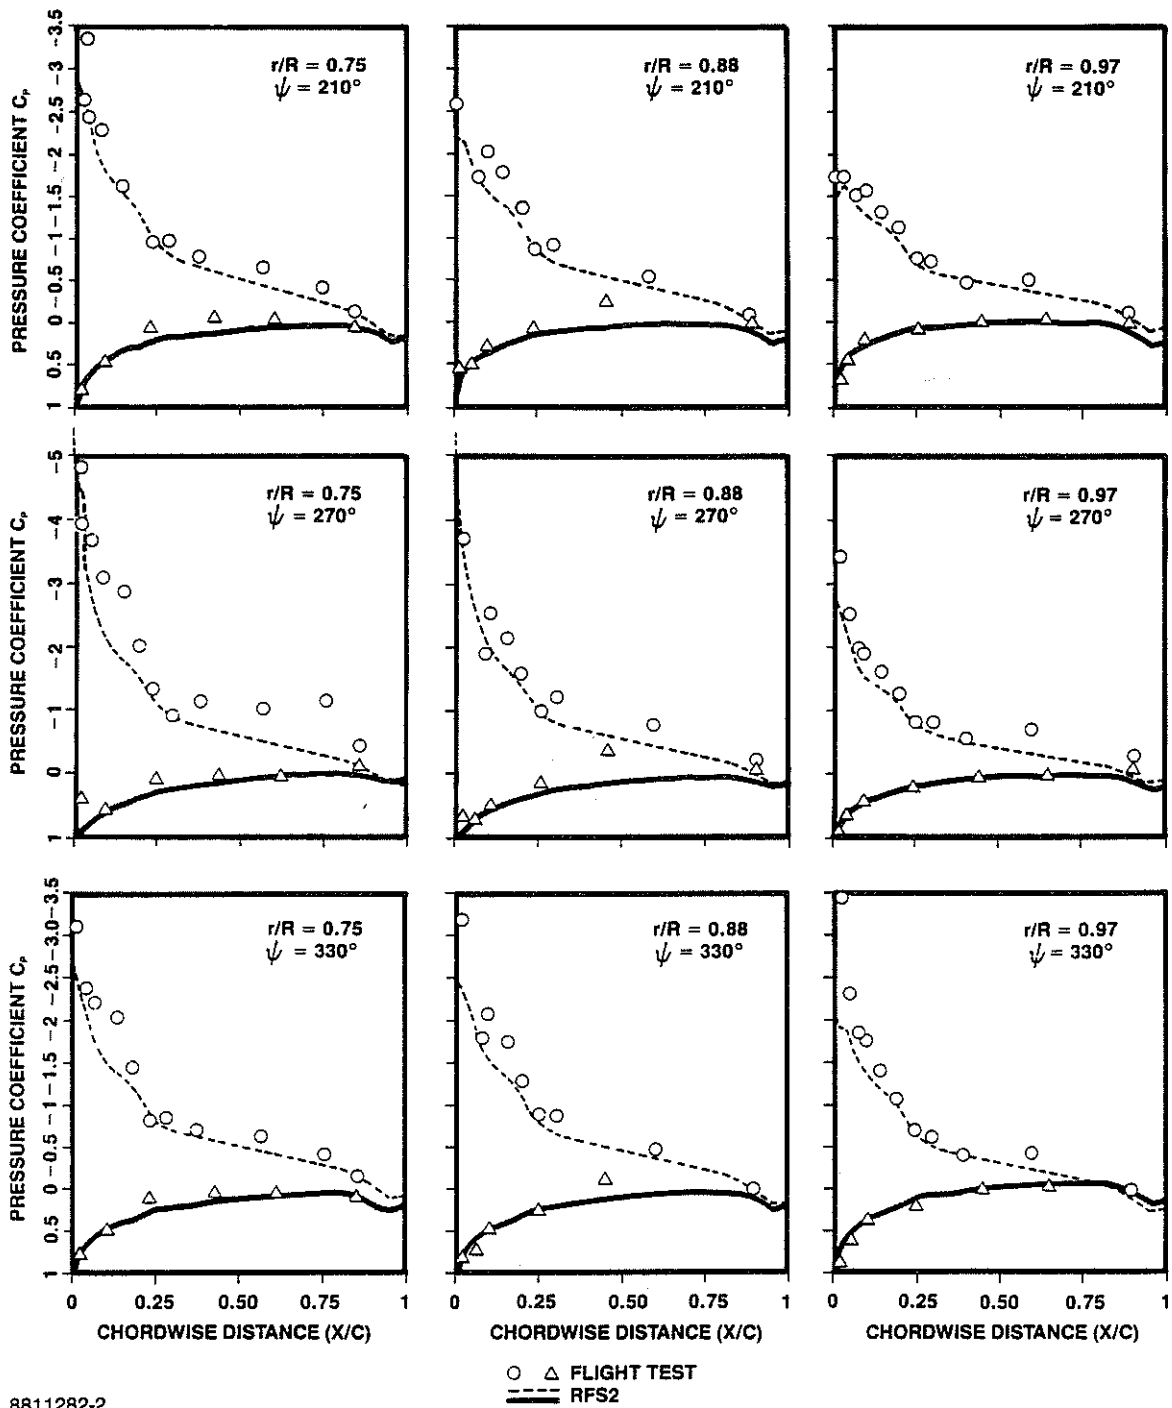 PRESSURE COEFFICIENT Cₚ
-3.5
-3
-2.5
-2
-1.5
-1
-0.5
0
0.5
1
r/R = 0.75
ψ = 210°
r/R = 0.88
ψ = 210°
r/R = 0.97
ψ = 210°
PRESSURE COEFFICIENT Cₚ
-5
-4
-3
-2
-1
0
1
r/R = 0.75
ψ = 270°
r/R = 0.88
ψ = 270°
r/R = 0.97
ψ = 270°
PRESSURE COEFFICIENT Cₚ
-3.5
-3.0
-2.5
-2
-1.5
-1
-0.5
0
0.5
1
r/R = 0.75
ψ = 330°
r/R = 0.88
ψ = 330°
r/R = 0.97
ψ = 330°
0 0.25 0.50 0.75 1
0 0.25 0.50 0.75 1
0 0.25 0.50 0.75 1
CHORDWISE DISTANCE (X/C)
CHORDWISE DISTANCE (X/C)
CHORDWISE DISTANCE (X/C)
FLIGHT TEST
RFS2
8811282-2